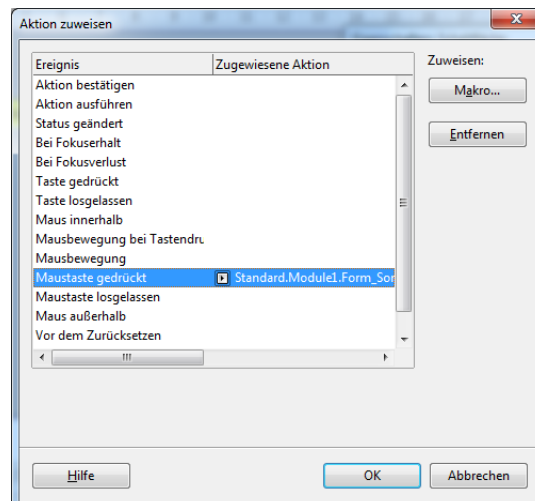 Aktion zuweisen
Ereignis Zugewiesene Aktion
Zuweisen:
Aktion bestätigen
Aktion ausführen
Status geändert
Bei Fokuserhalt
Bei Fokusverlust
Taste gedrückt
Taste losgelassen
Maus innerhalb
Mausbewegung bei Tastendru
Mausbewegung
Maustaste gedrückt Standard.Module1.Form_Sor
Maustaste losgelassen
Maus außerhalb
Vor dem Zurücksetzen
Makro...
Entfernen
Hilfe
OK
Abbrechen